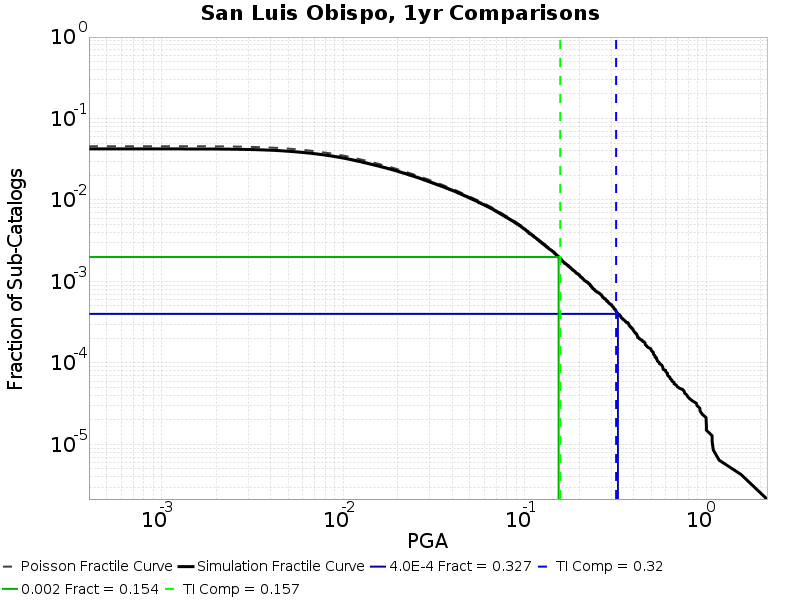 San Luis Obispo, 1yr Comparisons
10^0
10^-1
10^-2
10^-3
10^-4
10^-5
Fraction of Sub-Catalogs
10^-3 10^-2 10^-1 10^0
PGA
Poisson Fractile Curve Simulation Fractile Curve 4.0E-4 Fract = 0.327 TI Comp = 0.32
0.002 Fract = 0.154 TI Comp = 0.157